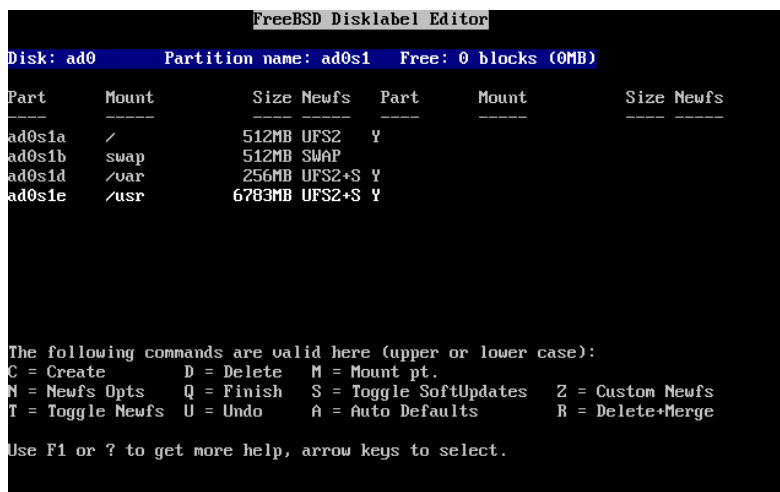 FreeBSD Disklabel Editor
Disk: ad0 Partition name: ad0s1 Free: 0 blocks (0MB)
Part Mount Size Newfs Part Mount Size Newfs
---- ----- ---- ----- ---- ----- ---- -----
ad0s1a / 512MB UFS2 Y
ad0s1b swap 512MB SWAP
ad0s1d /var 256MB UFS2+S Y
ad0s1e /usr 6783MB UFS2+S Y
The following commands are valid here (upper or lower case):
C = Create D = Delete M = Mount pt.
N = Newfs Opts Q = Finish S = Toggle SoftUpdates Z = Custom Newfs
T = Toggle Newfs U = Undo A = Auto Defaults R = Delete+Merge
Use F1 or ? to get more help, arrow keys to select.